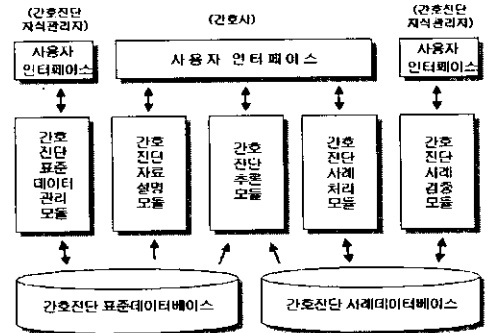 (간호진단
지식관리자)
(간호사)
(간호진단
지식관리자)
사용자
인터페이스
사용자 인터페이스
사용자
인터페이스
간호
진단
표준
데이터
관리
모듈
간호
진단
자료
설명
모듈
간호
진단
추론
모듈
간호
진단
사례
처리
모듈
간호
진단
사례
검증
모듈
간호진단 표준데이터베이스
간호진단 사례데이터베이스